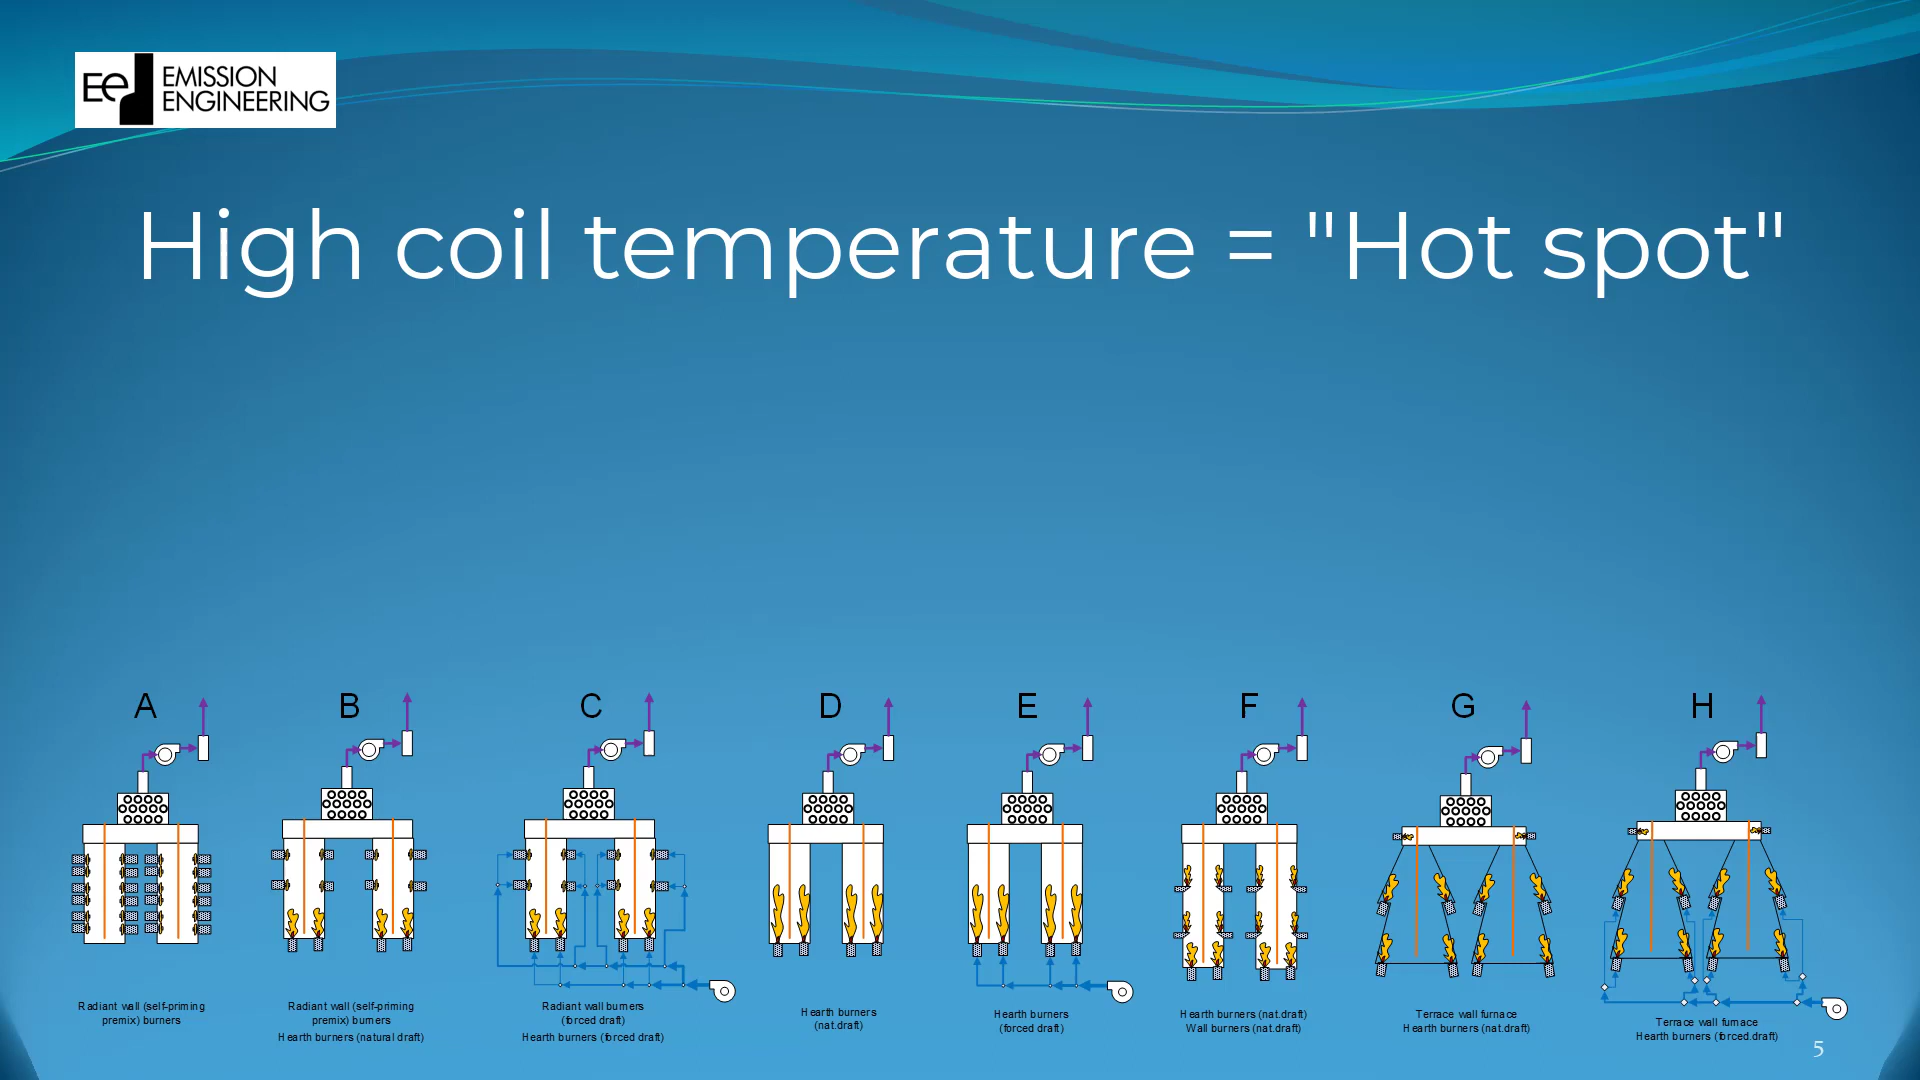 Ee
EMISSION
ENGINEERING
High coil temperature = "Hot spot"
A
B
C
D
E
F
G
H
Radiant wall (self-priming
premix) burners
Radiant wall (self-priming
premix) burners
Hearth burners (natural draft)
Radiant wall burners
(forced draft)
Hearth burners (forced draft)
Hearth burners
(nat.draft)
Hearth burners
(forced draft)
Hearth burners (nat.draft)
Wall burners (nat.draft)
Terrace wall furnace
Hearth burners (nat.draft)
Terrace wall furnace
Hearth burners (forced.draft)
5